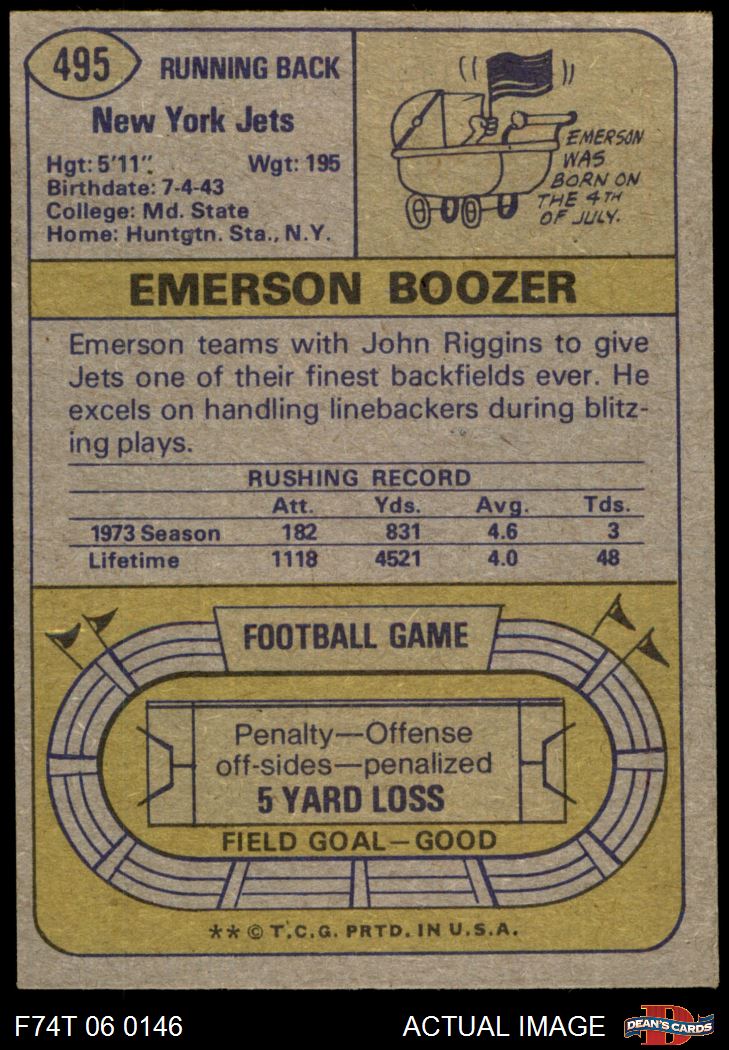 495
RUNNING BACK
New York Jets
Hgt: 5'11". Wgt: 195
Birthdate: 7-4-43
College: Md. State
Home: Huntgtn. Sta., N.Y.
EMERSON
WAS
BORN ON
THE 4TH
OF JULY.
EMERSON BOOZER
Emerson teams with John Riggins to give
Jets one of their finest backfields ever. He
excels on handling linebackers during blitz-
ing plays.
RUSHING RECORD
Att. Yds. Avg. Tds.
1973 Season 182 831 4.6 3
Lifetime 1118 4521 4.0 48
FOOTBALL GAME
Penalty—Offense
off-sides—penalized
5 YARD LOSS
FIELD GOAL—GOOD
** © T.C.G. PRTD. IN U.S.A.
F74T 06 0146 ACTUAL IMAGE
D
DEAN'S CARDS